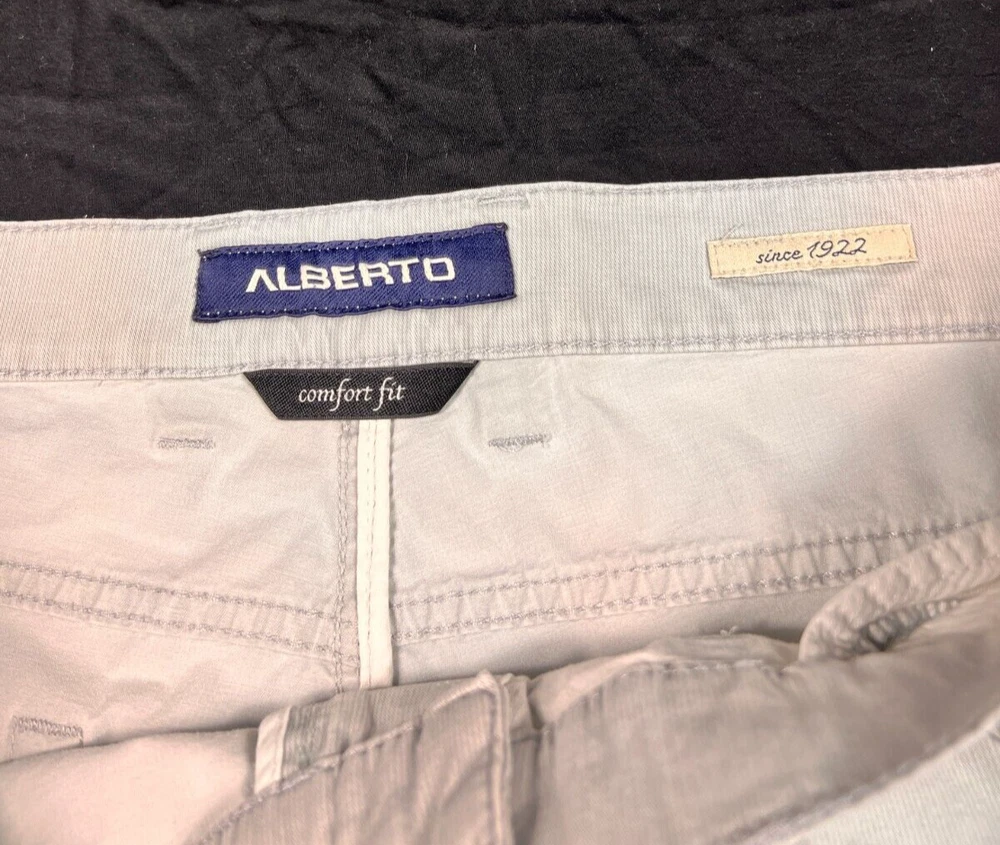 ALBERTO
since 1922
comfort fit